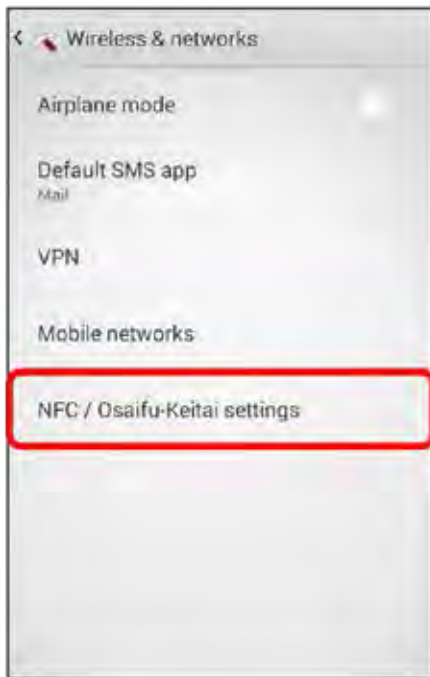 Wireless & networks
Airplane mode
Default SMS app
Mail
VPN
Mobile networks
NFC / Osaifu-Keitai settings